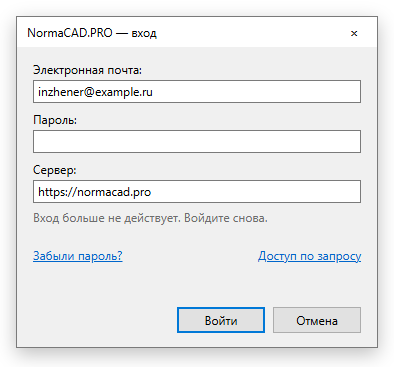 NormaCAD.PRO — вход
Электронная почта:
inzhener@example.ru
Пароль:
Сервер:
https://normacad.pro
Вход больше не действует. Войдите снова.
Забыли пароль? Доступ по запросу
Войти Отмена